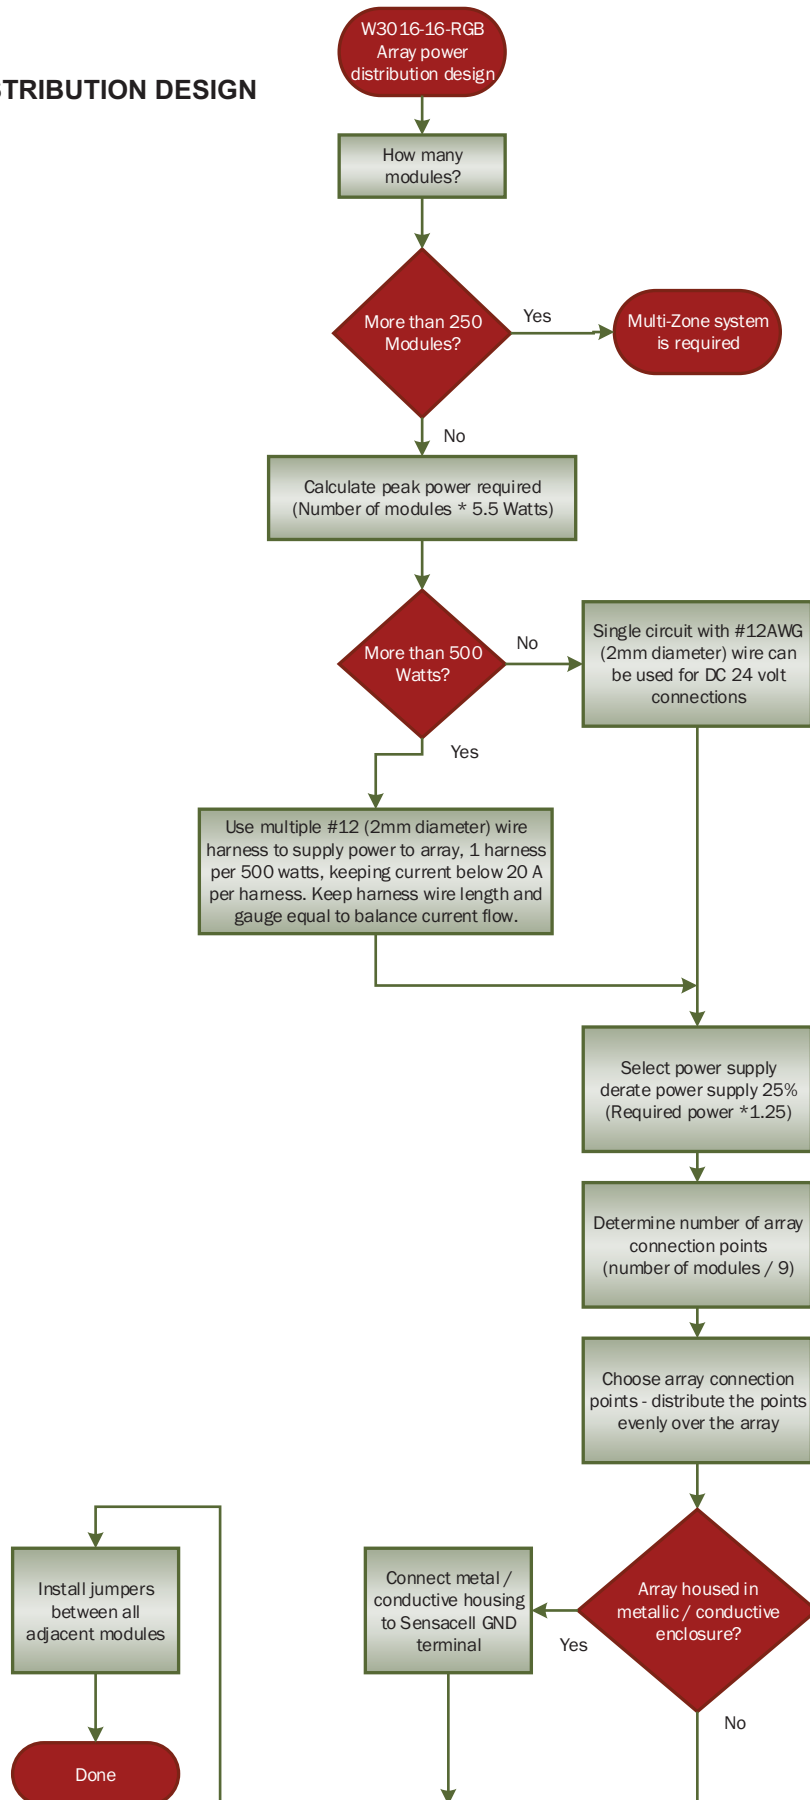 W3016-16-RGB
Array power
distribution design
STRIBUTION DESIGN
How many
modules?
More than 250
Modules?
Yes
Multi-Zone system
is required
No
Calculate peak power required
(Number of modules * 5.5 Watts)
More than 500
Watts?
No
Single circuit with #12AWG
(2mm diameter) wire can
be used for DC 24 volt
connections
Yes
Use multiple #12 (2mm diameter) wire
harness to supply power to array, 1 harness
per 500 watts, keeping current below 20 A
per harness. Keep harness wire length and
gauge equal to balance current flow.
Select power supply
derate power supply 25%
(Required power *1.25)
Determine number of array
connection points
(number of modules / 9)
Choose array connection
points - distribute the points
evenly over the array
Array housed in
metallic / conductive
enclosure?
Yes
Connect metal /
conductive housing
to Sensacell GND
terminal
No
Install jumpers
between all
adjacent modules
Done